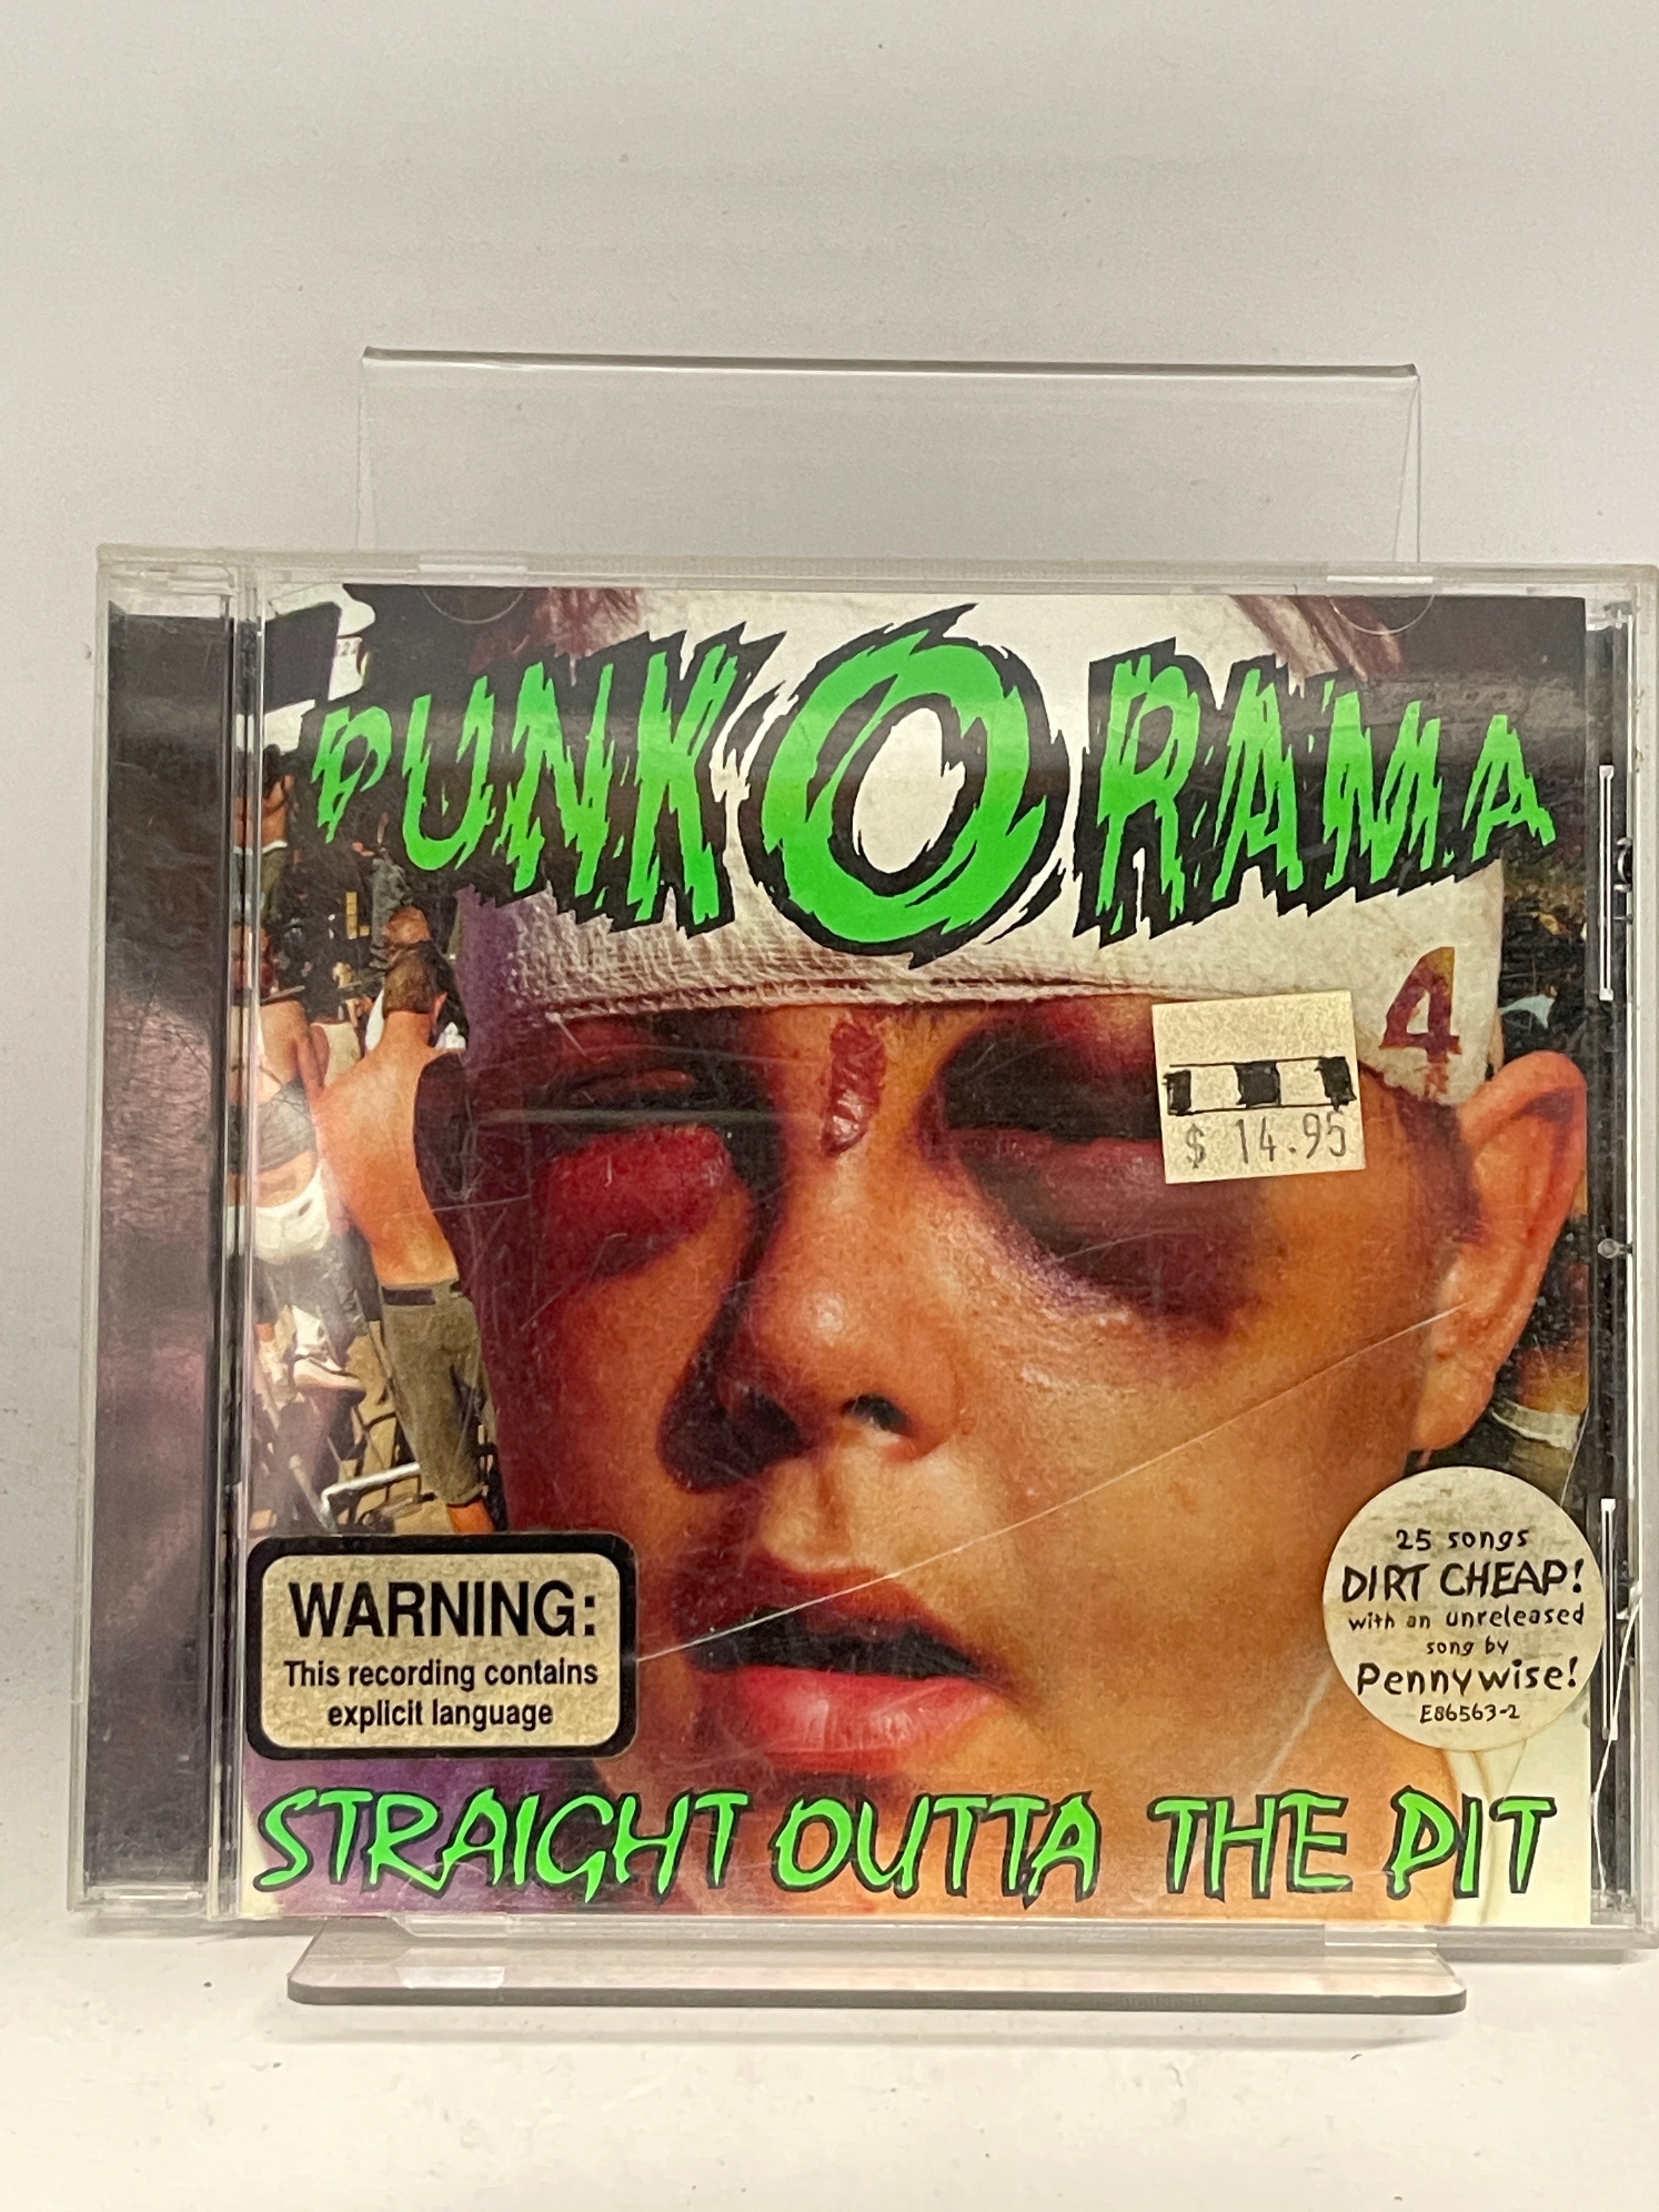 PUNK O RAMA
4
$ 14.95
25 songs
DIRT CHEAP!
with an unreleased
song by
Pennywise!
E86563-2
WARNING:
This recording contains
explicit language
STRAIGHT OUTTA THE PIT